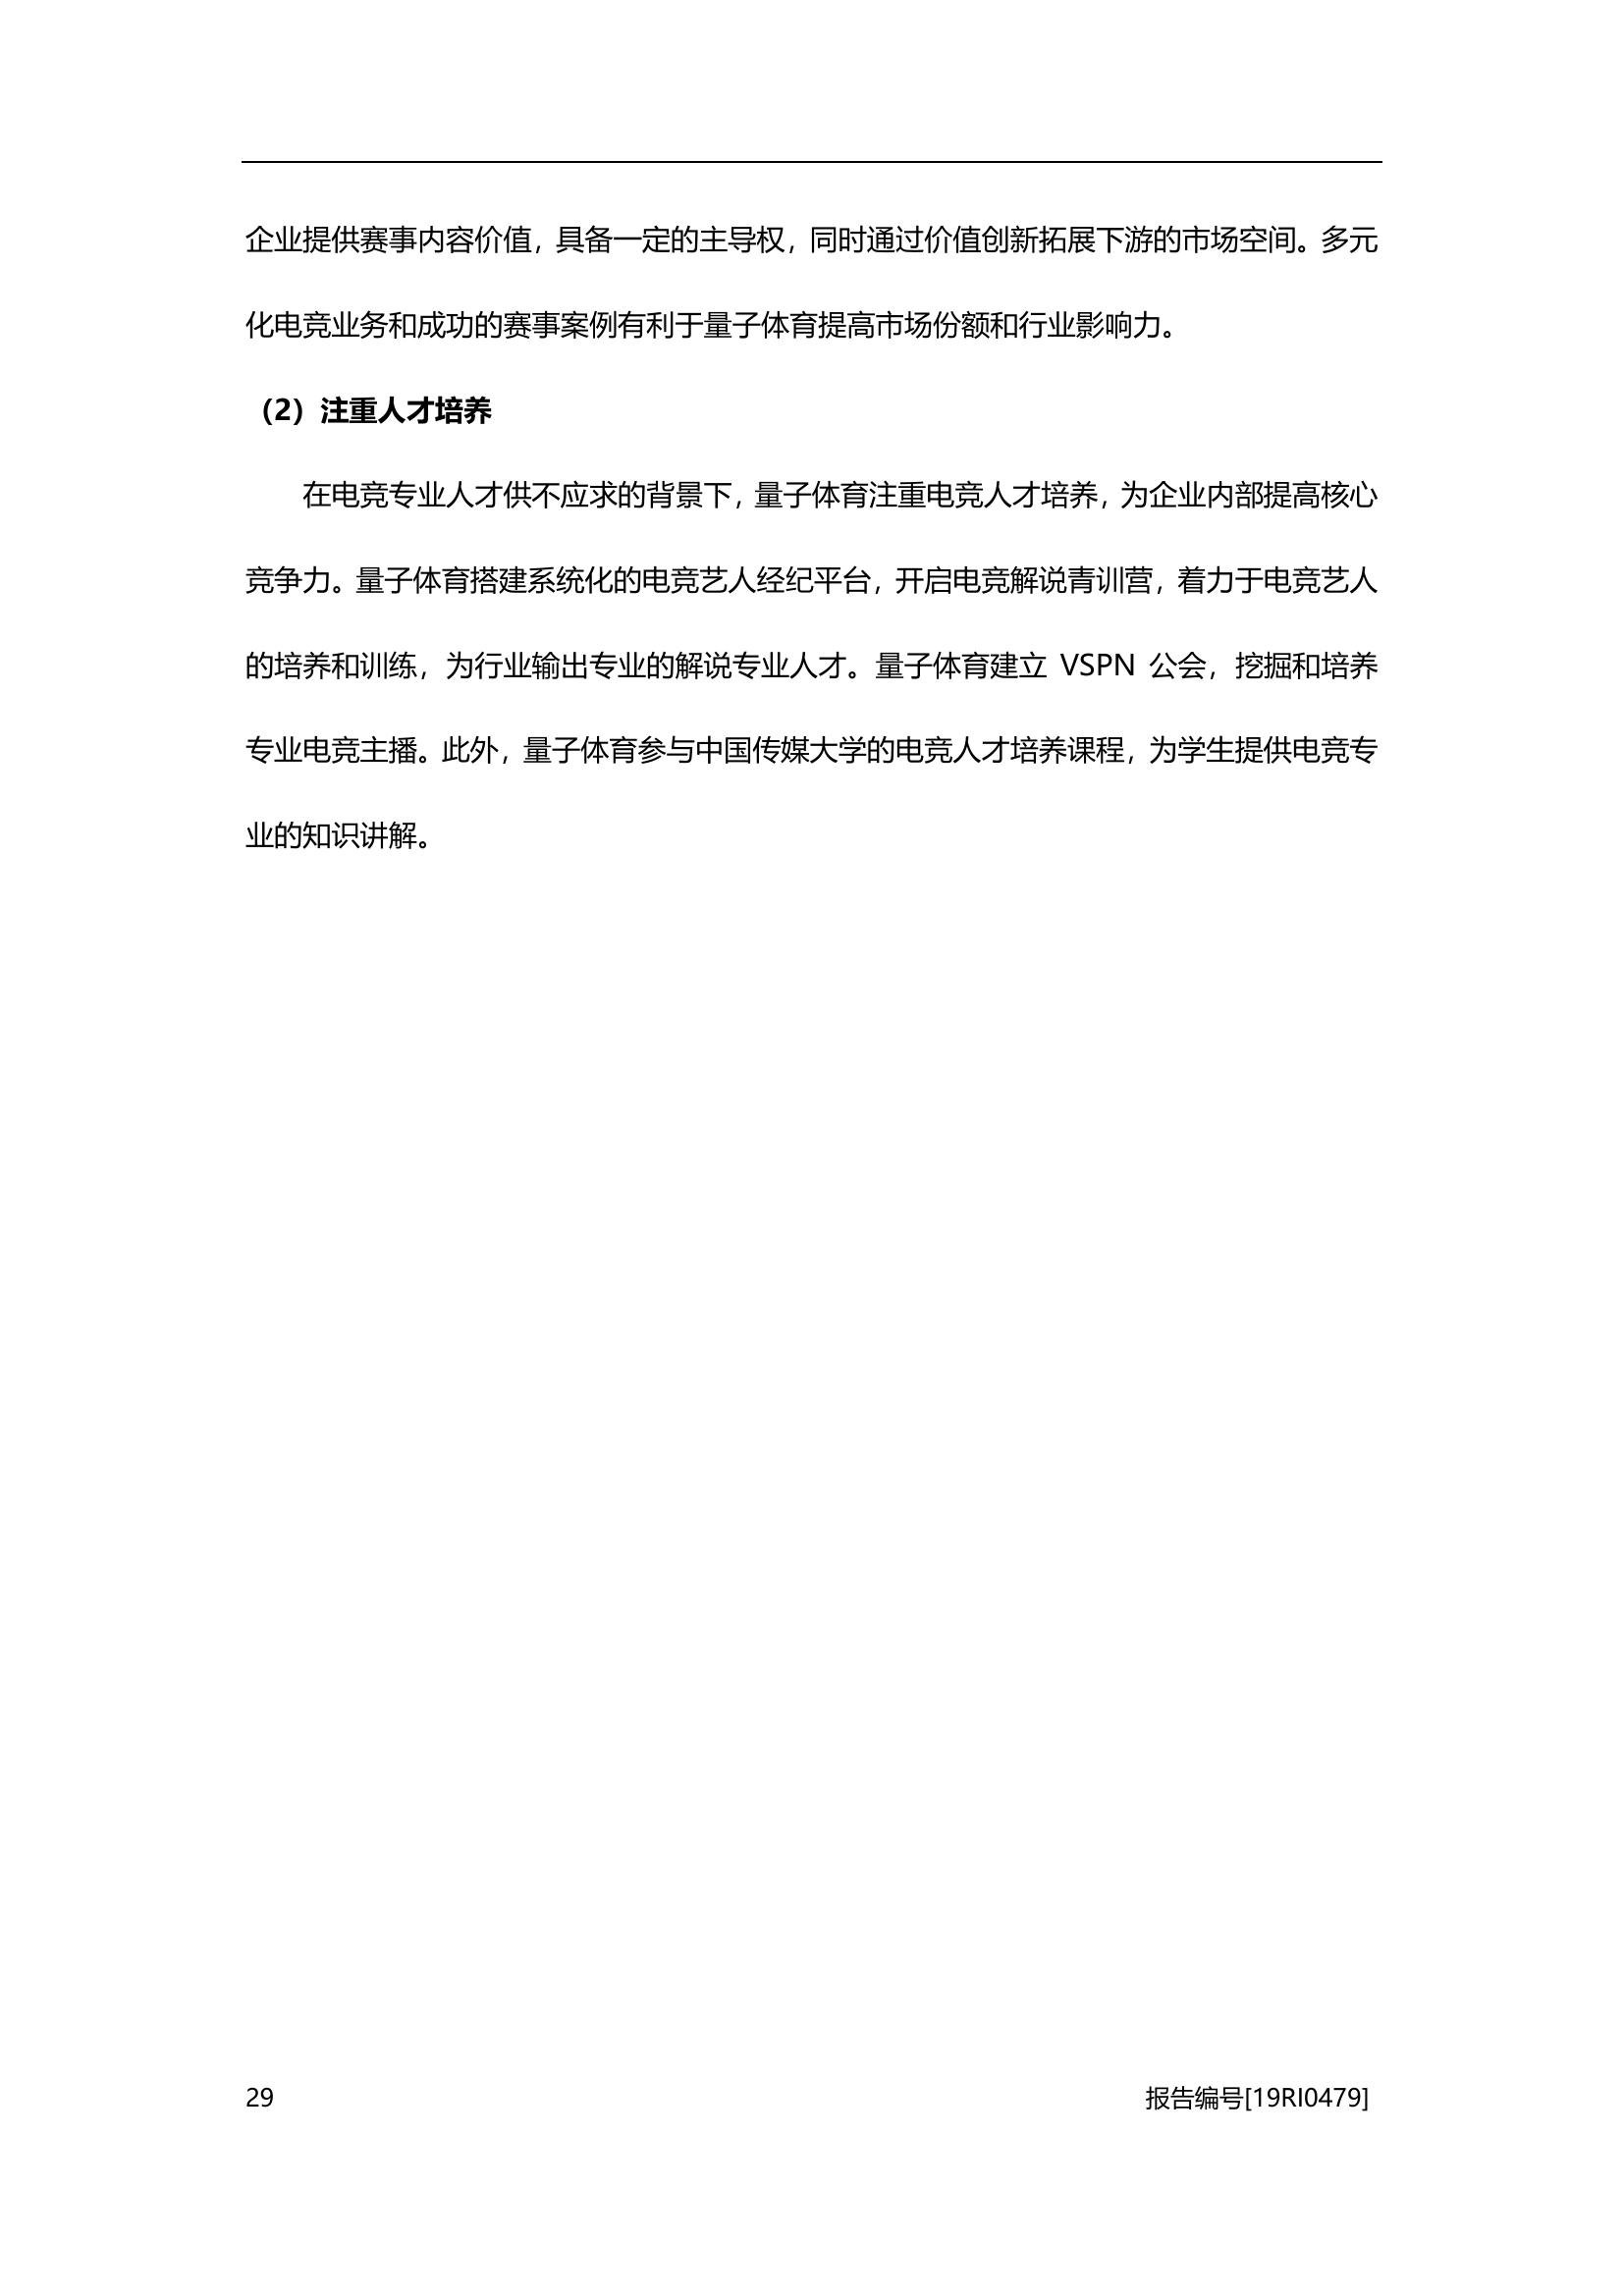 企业提供赛事内容价值，具备一定的主导权，同时通过价值创新拓展下游的市场空间。多元
化电竞业务和成功的赛事案例有利于量子体育提高市场份额和行业影响力。
（2）注重人才培养
在电竞专业人才供不应求的背景下，量子体育注重电竞人才培养，为企业内部提高核心
竞争力。量子体育搭建系统化的电竞艺人经纪平台，开启电竞解说青训营，着力于电竞艺人
的培养和训练，为行业输出专业的解说专业人才。量子体育建立 VSPN 公会，挖掘和培养
专业电竞主播。此外，量子体育参与中国传媒大学的电竞人才培养课程，为学生提供电竞专
业的知识讲解。
29 报告编号[19RI0479]